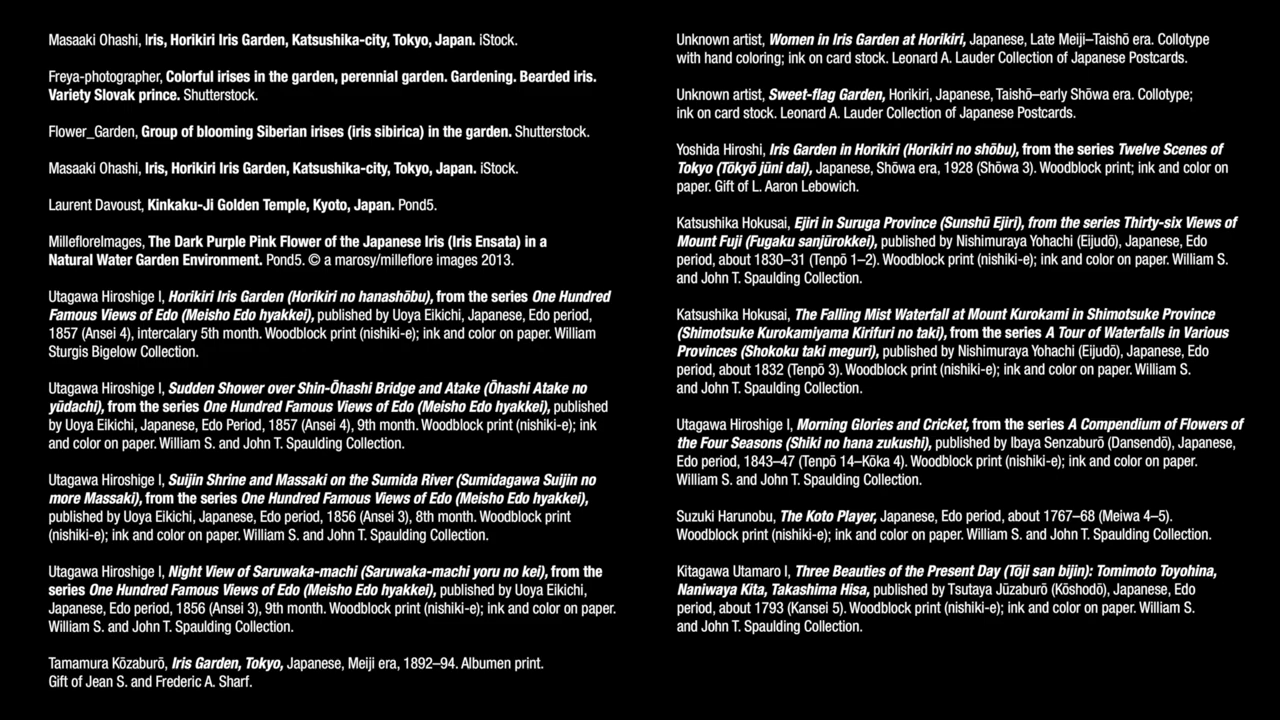 Masaaki Ohashi, Iris, Horikiri Iris Garden, Katsushika-city, Tokyo, Japan. iStock.
Freya-photographer, Colorful irises in the garden, perennial garden. Gardening. Bearded iris.
Variety Slovak prince. Shutterstock.
Flower_Garden, Group of blooming Siberian irises (iris sibirica) in the garden. Shutterstock.
Masaaki Ohashi, Iris, Horikiri Iris Garden, Katsushika-city, Tokyo, Japan. iStock.
Laurent Davoust, Kinkaku-Ji Golden Temple, Kyoto, Japan. Pond5.
MillefloreImages, The Dark Purple Pink Flower of the Japanese Iris (Iris Ensata) in a
Natural Water Garden Environment. Pond5. © a marosy/milleflore images 2013.
Utagawa Hiroshige I, Horikiri Iris Garden (Horikiri no hanashōbu), from the series One Hundred
Famous Views of Edo (Meisho Edo hyakkei), published by Uoya Eikichi, Japanese, Edo period,
1857 (Ansei 4), intercalary 5th month. Woodblock print (nishiki-e); ink and color on paper. William
Sturgis Bigelow Collection.
Utagawa Hiroshige I, Sudden Shower over Shin-Ōhashi Bridge and Atake (Ōhashi Atake no
yūdachi), from the series One Hundred Famous Views of Edo (Meisho Edo hyakkei), published
by Uoya Eikichi, Japanese, Edo Period, 1857 (Ansei 4), 9th month. Woodblock print (nishiki-e); ink
and color on paper. William S. and John T. Spaulding Collection.
Utagawa Hiroshige I, Suijin Shrine and Massaki on the Sumida River (Sumidagawa Suijin no
more Massaki), from the series One Hundred Famous Views of Edo (Meisho Edo hyakkei),
published by Uoya Eikichi, Japanese, Edo period, 1856 (Ansei 3), 8th month. Woodblock print
(nishiki-e); ink and color on paper. William S. and John T. Spaulding Collection.
Utagawa Hiroshige I, Night View of Saruwaka-machi (Saruwaka-machi yoru no kei), from the
series One Hundred Famous Views of Edo (Meisho Edo hyakkei), published by Uoya Eikichi,
Japanese, Edo period, 1856 (Ansei 3), 9th month. Woodblock print (nishiki-e); ink and color on paper.
William S. and John T. Spaulding Collection.
Tamamura Kōzaburō, Iris Garden, Tokyo, Japanese, Meiji era, 1892–94. Albumen print.
Gift of Jean S. and Frederic A. Sharf.
Unknown artist, Women in Iris Garden at Horikiri, Japanese, Late Meiji–Taishō era. Collotype
with hand coloring; ink on card stock. Leonard A. Lauder Collection of Japanese Postcards.
Unknown artist, Sweet-flag Garden, Horikiri, Japanese, Taishō–early Shōwa era. Collotype;
ink on card stock. Leonard A. Lauder Collection of Japanese Postcards.
Yoshida Hiroshi, Iris Garden in Horikiri (Horikiri no shōbu), from the series Twelve Scenes of
Tokyo (Tōkyō jūni dai), Japanese, Shōwa era, 1928 (Shōwa 3). Woodblock print; ink and color on
paper. Gift of L. Aaron Lebowich.
Katsushika Hokusai, Ejiri in Suruga Province (Sunshū Ejiri), from the series Thirty-six Views of
Mount Fuji (Fugaku sanjūrokkei), published by Nishimuraya Yohachi (Eijudō), Japanese, Edo
period, about 1830–31 (Tenpō 1–2). Woodblock print (nishiki-e); ink and color on paper. William S.
and John T. Spaulding Collection.
Katsushika Hokusai, The Falling Mist Waterfall at Mount Kurokami in Shimotsuke Province
(Shimotsuke Kurokamiyama Kirifuri no taki), from the series A Tour of Waterfalls in Various
Provinces (Shokoku taki meguri), published by Nishimuraya Yohachi (Eijudō), Japanese, Edo
period, about 1832 (Tenpō 3). Woodblock print (nishiki-e); ink and color on paper. William S.
and John T. Spaulding Collection.
Utagawa Hiroshige I, Morning Glories and Cricket, from the series A Compendium of Flowers of
the Four Seasons (Shiki no hana zukushi), published by Ibaya Senzaburō (Dansendō), Japanese,
Edo period, 1843–47 (Tenpō 14–Kōka 4). Woodblock print (nishiki-e); ink and color on paper.
William S. and John T. Spaulding Collection.
Suzuki Harunobu, The Koto Player, Japanese, Edo period, about 1767–68 (Meiwa 4–5).
Woodblock print (nishiki-e); ink and color on paper. William S. and John T. Spaulding Collection.
Kitagawa Utamaro I, Three Beauties of the Present Day (Tōji san bijin): Tomimoto Toyohina,
Naniwaya Kita, Takashima Hisa, published by Tsutaya Jūzaburō (Kōshodō), Japanese, Edo
period, about 1793 (Kansei 5). Woodblock print (nishiki-e); ink and color on paper. William S.
and John T. Spaulding Collection.